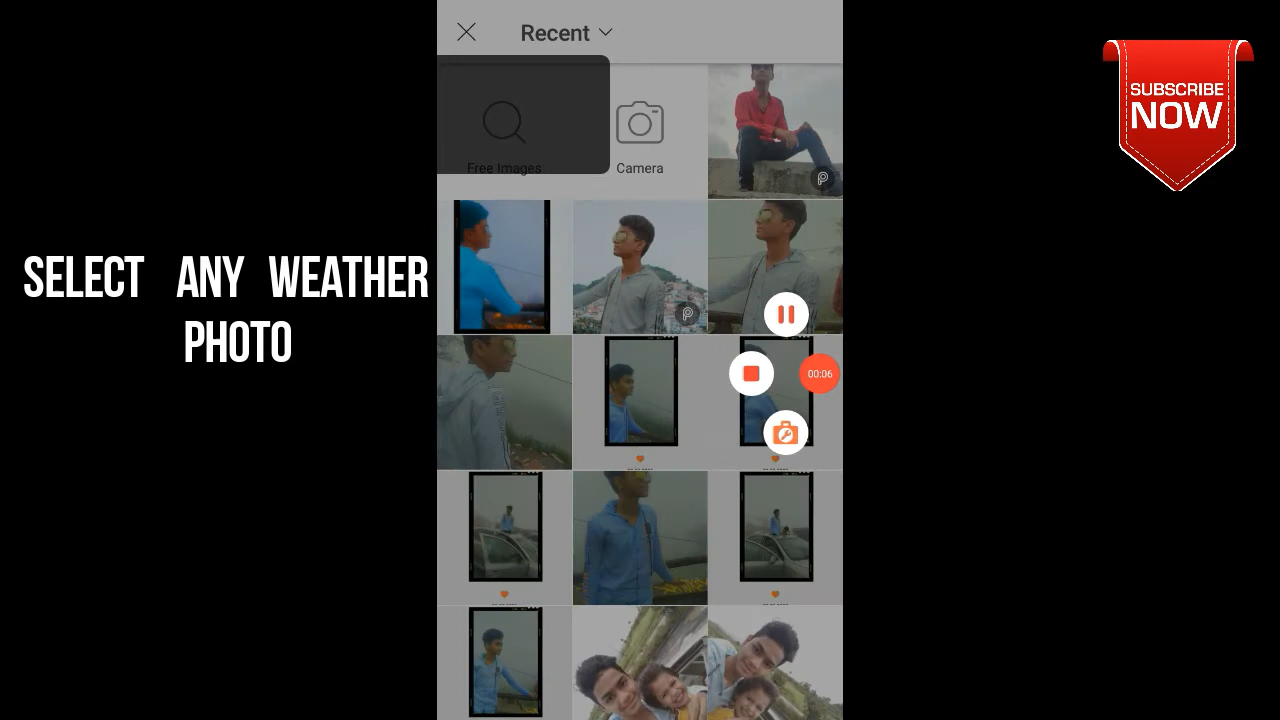 Recent
SUBSCRIBE
NOW
Free Images
Camera
SELECT ANY WEATHER
PHOTO
00:06